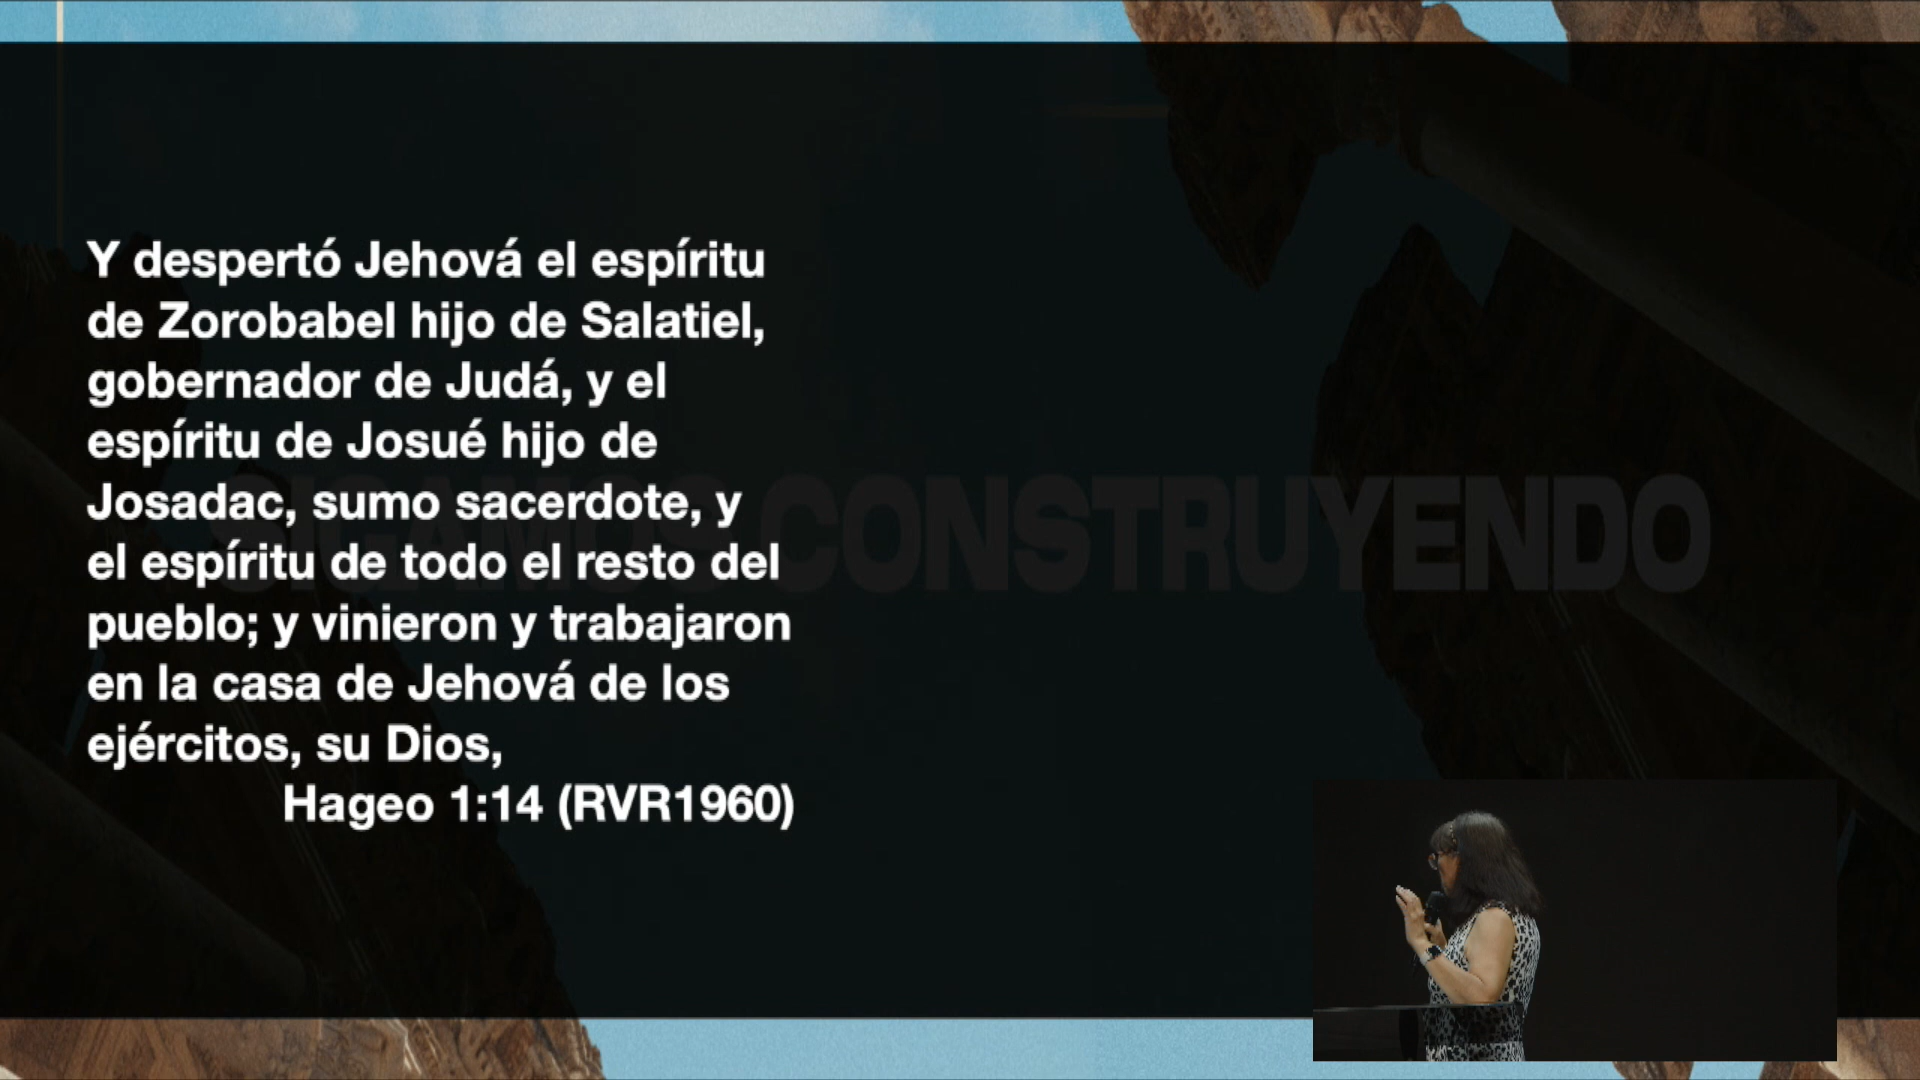 Y despertó Jehová el espíritu
de Zorobabel hijo de Salatiel,
gobernador de Judá, y el
espíritu de Josué hijo de
Josadac, sumo sacerdote, y
el espíritu de todo el resto del
pueblo; y vinieron y trabajaron
en la casa de Jehová de los
ejércitos, su Dios,
Hageo 1:14 (RVR1960)
SIGAMOS CONSTRUYENDO